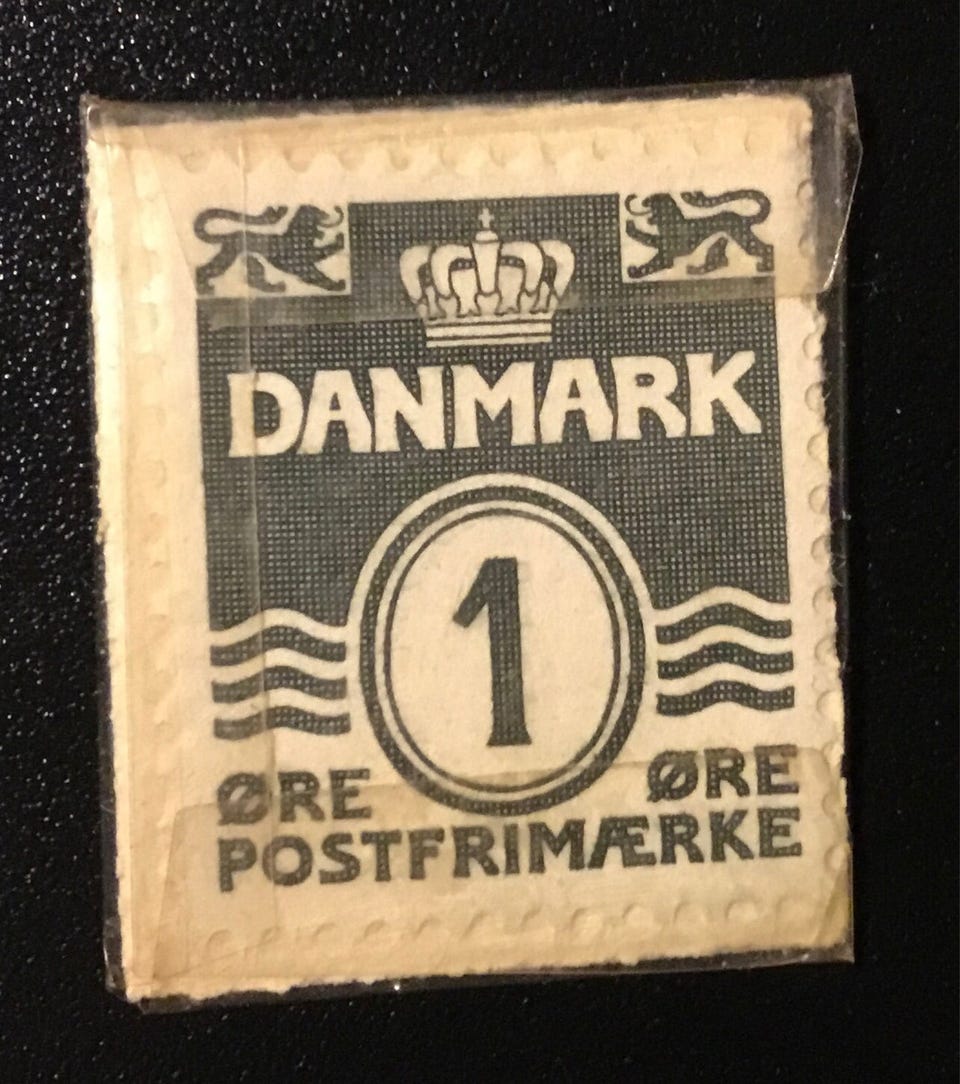 DANMARK
1
ØRE ØRE
POSTFRIMÆRKE